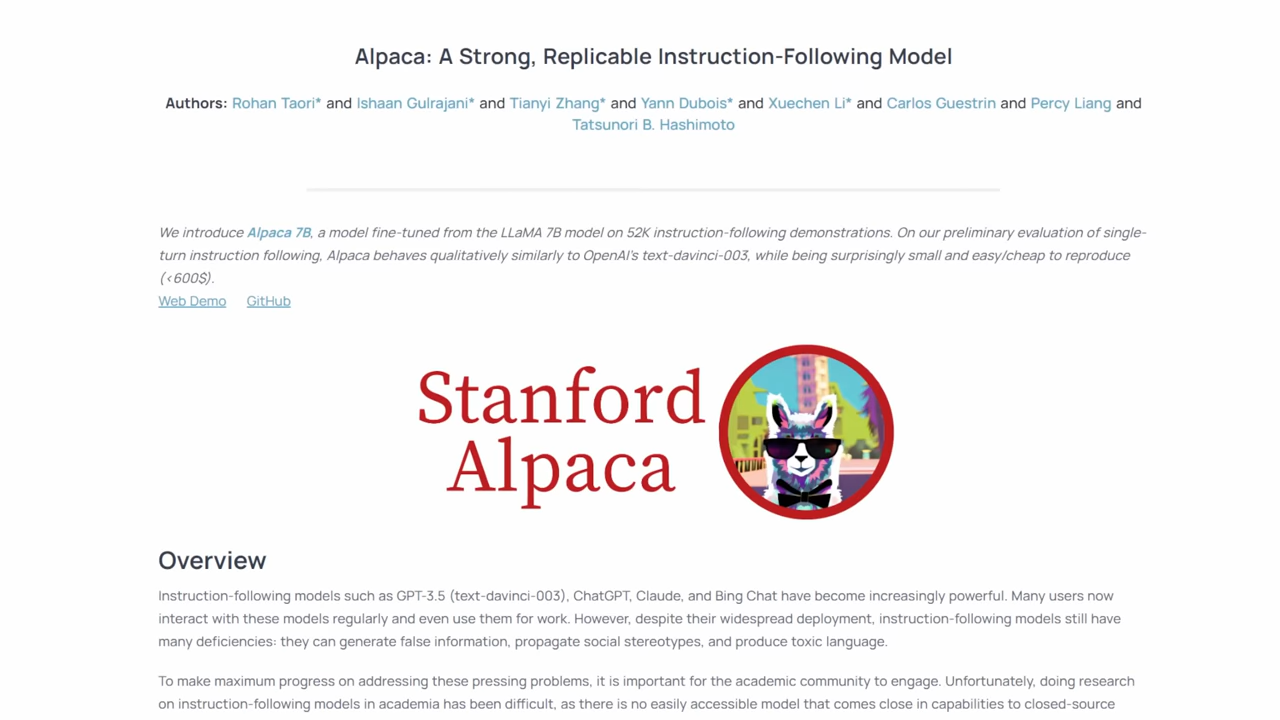 Alpaca: A Strong, Replicable Instruction-Following Model
Authors: Rohan Taori* and Ishaan Gulrajani* and Tianyi Zhang* and Yann Dubois* and Xuechen Li* and Carlos Guestrin and Percy Liang and
Tatsunori B. Hashimoto
We introduce Alpaca 7B, a model fine-tuned from the LLaMA 7B model on 52K instruction-following demonstrations. On our preliminary evaluation of single-
turn instruction following, Alpaca behaves qualitatively similarly to OpenAI's text-davinci-003, while being surprisingly small and easy/cheap to reproduce
(<600$).
Web Demo GitHub
Stanford
Alpaca
Overview
Instruction-following models such as GPT-3.5 (text-davinci-003), ChatGPT, Claude, and Bing Chat have become increasingly powerful. Many users now
interact with these models regularly and even use them for work. However, despite their widespread deployment, instruction-following models still have
many deficiencies: they can generate false information, propagate social stereotypes, and produce toxic language.
To make maximum progress on addressing these pressing problems, it is important for the academic community to engage. Unfortunately, doing research
on instruction-following models in academia has been difficult, as there is no easily accessible model that comes close in capabilities to closed-source